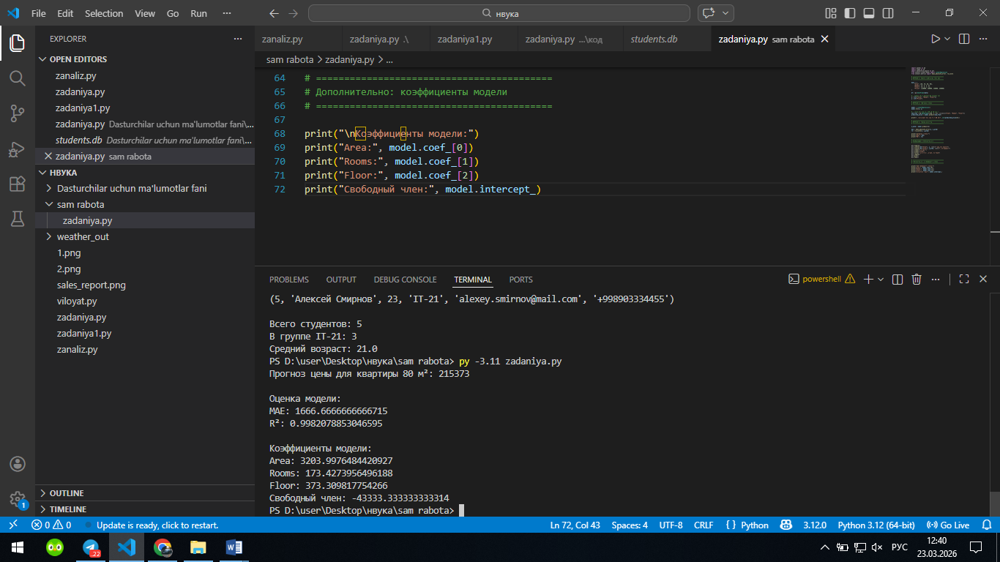 File Edit Selection View Go Run ···
нвука
EXPLORER
OPEN EDITORS
zanaliz.py
zadaniya.py
zadaniya1.py
zadaniya.py Dasturchilar uchun ma'lumotlar fani\...
students.db Dasturchilar uchun ma'lumotlar fani\...
zadaniya.py sam rabota
НВУКА
Dasturchilar uchun ma'lumotlar fani
sam rabota
zadaniya.py
weather_out
1.png
2.png
sales_report.png
viloyat.py
zadaniya.py
zadaniya1.py
zanaliz.py
OUTLINE
TIMELINE
zanaliz.py zadaniya.py .\ zadaniya1.py zadaniya.py ...\код students.db zadaniya.py sam rabota
sam rabota > zadaniya.py > ...
64 # ==========================================
65 # Дополнительно: коэффициенты модели
66 # ==========================================
67
68 print("\nКоэффициенты модели:")
69 print("Area:", model.coef_[0])
70 print("Rooms:", model.coef_[1])
71 print("Floor:", model.coef_[2])
72 print("Свободный член:", model.intercept_)
PROBLEMS OUTPUT DEBUG CONSOLE TERMINAL PORTS
powershell
(5, 'Алексей Смирнов', 23, 'IT-21', 'alexey.smirnov@mail.com', '+998903334455')
Всего студентов: 5
В группе IT-21: 3
Средний возраст: 21.0
PS D:\user\Desktop\нвука\sam rabota> py -3.11 zadaniya.py
Прогноз цены для квартиры 80 м²: 215373
Оценка модели:
MAE: 1666.6666666666715
R²: 0.9982078853046595
Коэффициенты модели:
Area: 3203.9976484420927
Rooms: 173.4273956496188
Floor: 373.309817754266
Свободный член: -43333.333333333314
PS D:\user\Desktop\нвука\sam rabota>
1
0 0 Update is ready, click to restart. Ln 72, Col 43 Spaces: 4 UTF-8 CRLF { } Python 3.12.0 Python 3.12 (64-bit) Go Live
22
РУС
12:40
23.03.2026